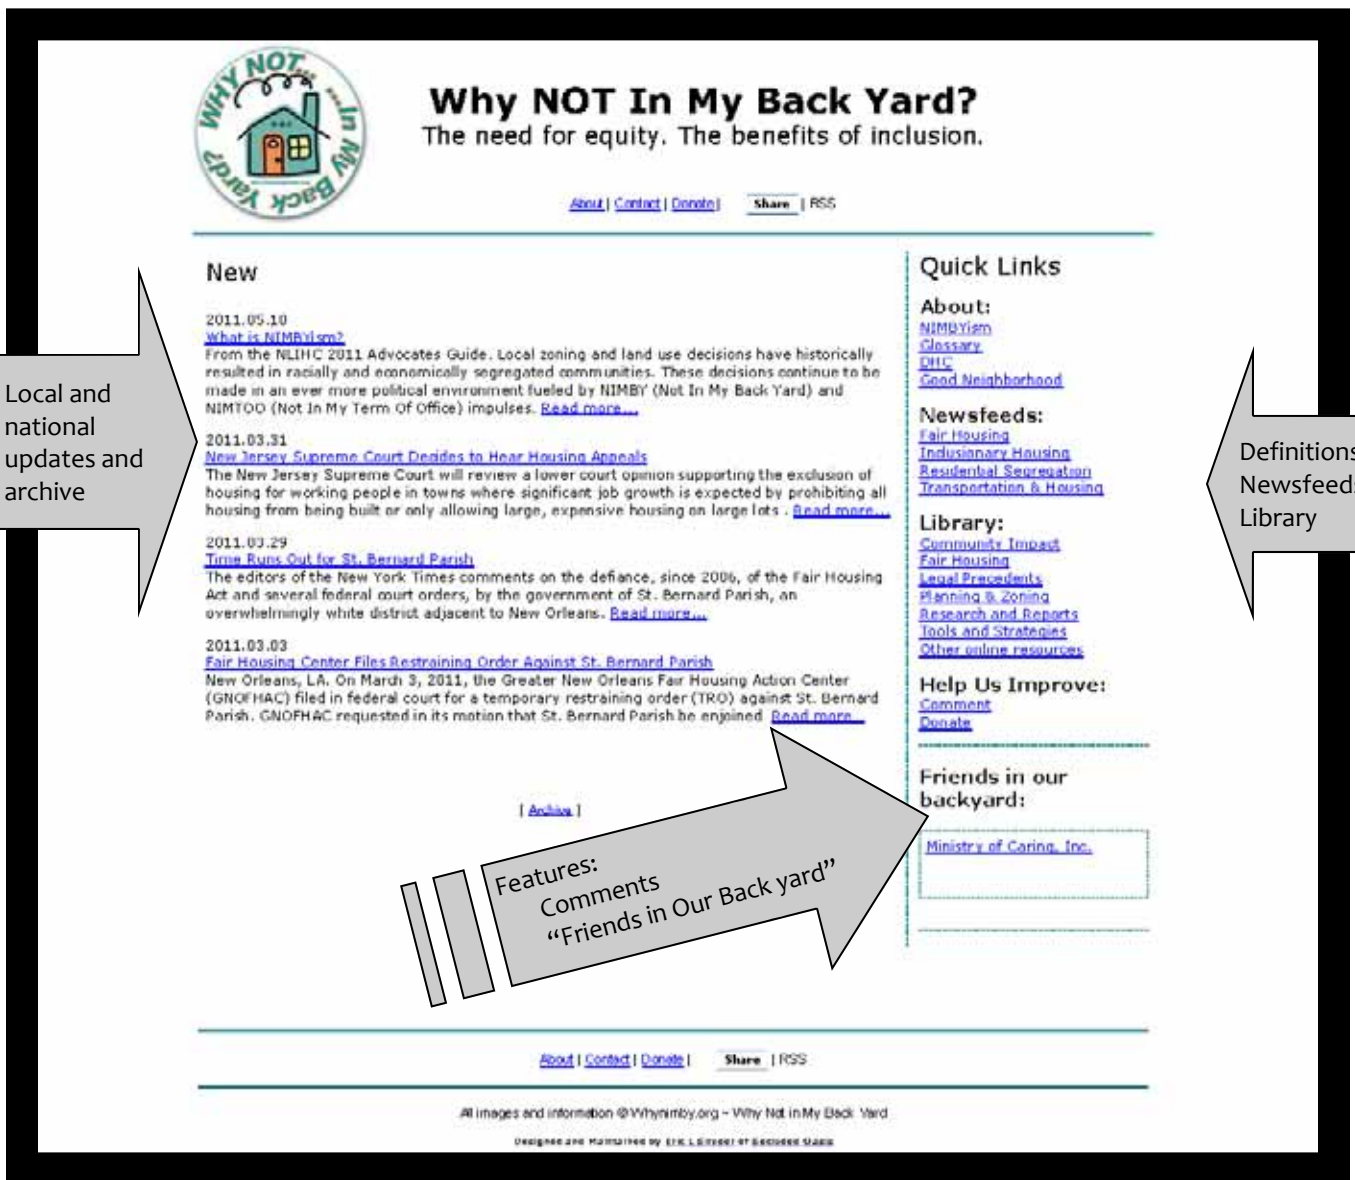 WHY NOT... ...In My Back Yard?
Why NOT In My Back Yard?
The need for equity. The benefits of inclusion.
About | Contact | Donate | Share | RSS
New
2011.05.10
What is NIMBYism?
From the NLIHC 2011 Advocates Guide. Local zoning and land use decisions have historically
resulted in racially and economically segregated communities. These decisions continue to be
made in an ever more political environment fueled by NIMBY (Not In My Back Yard) and
NIMTOO (Not In My Term Of Office) impulses. Read more...
2011.03.31
New Jersey Supreme Court Decides to Hear Housing Appeals
The New Jersey Supreme Court will review a lower court opinion supporting the exclusion of
housing for working people in towns where significant job growth is expected by prohibiting all
housing from being built or only allowing large, expensive housing on large lots . Read more...
2011.03.29
Time Runs Out for St. Bernard Parish
The editors of the New York Times comments on the defiance, since 2006, of the Fair Housing
Act and several federal court orders, by the government of St. Bernard Parish, an
overwhelmingly white district adjacent to New Orleans. Read more...
2011.03.03
Fair Housing Center Files Restraining Order Against St. Bernard Parish
New Orleans, LA. On March 3, 2011, the Greater New Orleans Fair Housing Action Center
(GNOFHAC) filed in federal court for a temporary restraining order (TRO) against St. Bernard
Parish. GNOFHAC requested in its motion that St. Bernard Parish be enjoined Read more...
[ Archive ]
Quick Links
About:
NIMBYism
Glossary
DHC
Good Neighborhood
Newsfeeds:
Fair Housing
Inclusionary Housing
Residential Segregation
Transportation & Housing
Library:
Community Impact
Fair Housing
Legal Precedents
Planning & Zoning
Research and Reports
Tools and Strategies
Other online resources
Help Us Improve:
Comment
Donate
Friends in our
backyard:
Ministry of Caring, Inc.
Local and
national
updates and
archive
Definitions
Newsfeeds
Library
Features:
Comments
“Friends in Our Back yard”
About | Contact | Donate | Share | RSS
All images and information © Whynimby.org ~ Why Not in My Back Yard
Designed and Maintained by Eric L of